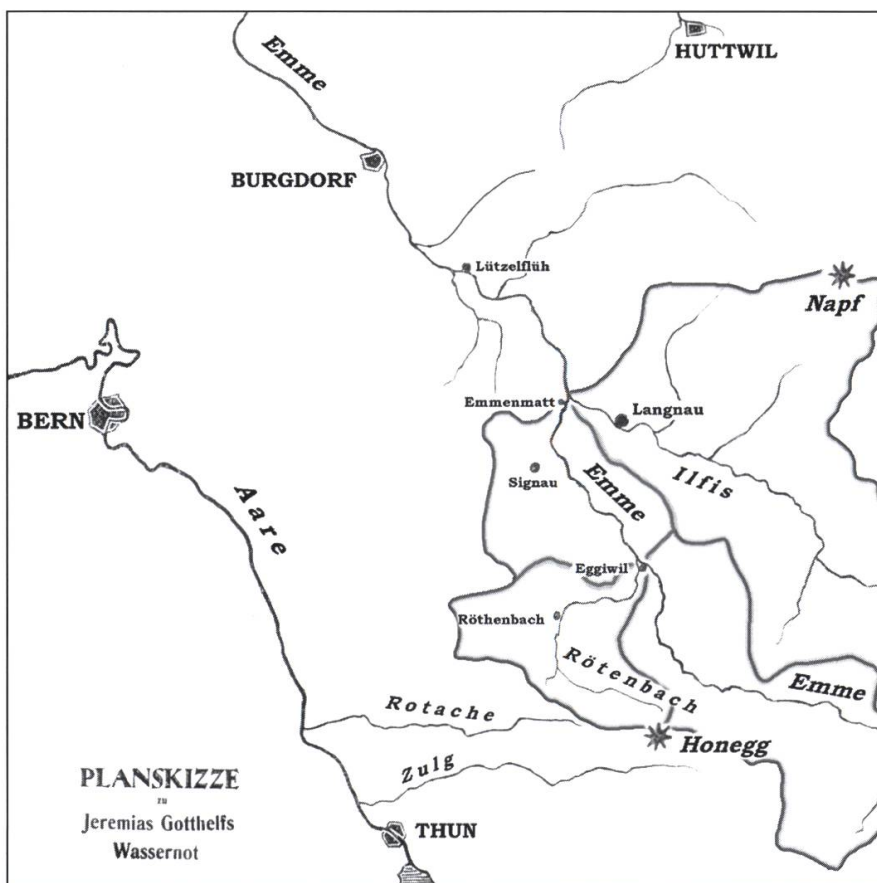 Emme
HUTTWIL
BURGDORF
Lützelflüh
Napf
Emmenmatt
Langnau
BERN
Signau
Emme
Ilfis
Aare
Eggiwil
Röthenbach
Rötenbach
Emme
Rotache
Honegg
Zulg
PLANSKIZZE
zu
Jeremias Gotthelfs
Wassernot
THUN